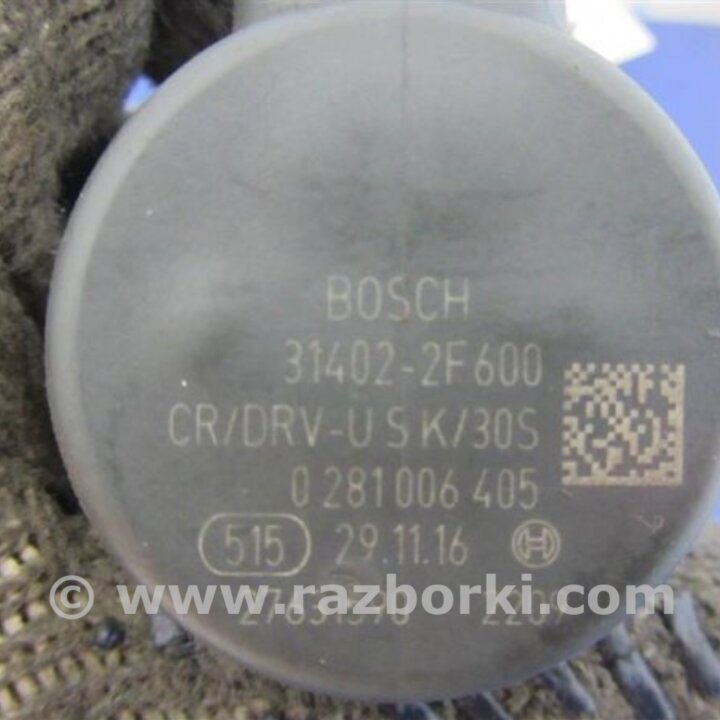 BOSCH
31402-2F600
CR/DRV-USK/30S
0 281 006 405
515 29.11.16
© www.razborki.com